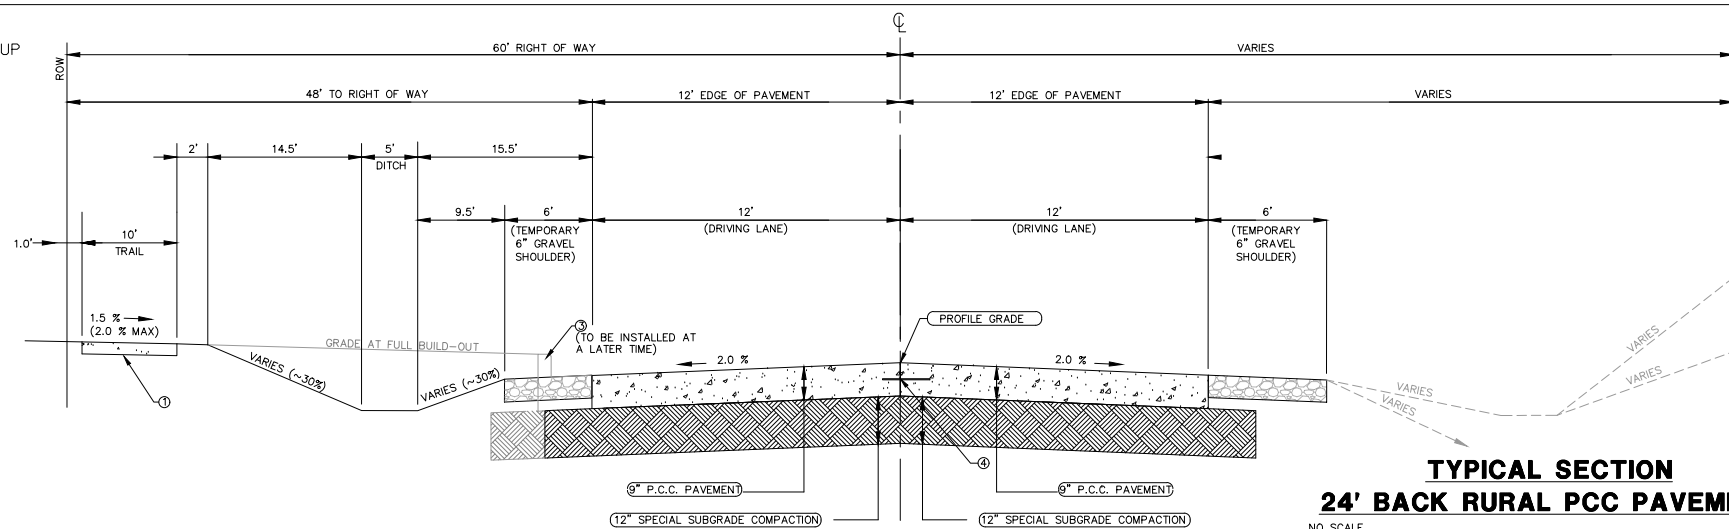 UP
ROW
60' RIGHT OF WAY
℄
VARIES
48' TO RIGHT OF WAY
12' EDGE OF PAVEMENT
12' EDGE OF PAVEMENT
VARIES
2'
14.5'
5'
DITCH
15.5'
9.5'
6'
(TEMPORARY
6" GRAVEL
SHOULDER)
12'
(DRIVING LANE)
12'
(DRIVING LANE)
6'
(TEMPORARY
6" GRAVEL
SHOULDER)
1.0'
10'
TRAIL
1.5 %
(2.0 % MAX)
GRADE AT FULL BUILD-OUT
3
(TO BE INSTALLED AT
A LATER TIME)
PROFILE GRADE
2.0 %
2.0 %
VARIES (~30%)
VARIES (~30%)
1
VARIES
VARIES
VARIES
VARIES
4
9" P.C.C. PAVEMENT
9" P.C.C. PAVEMENT
12" SPECIAL SUBGRADE COMPACTION
12" SPECIAL SUBGRADE COMPACTION
TYPICAL SECTION
24' BACK RURAL PCC PAVEM
NO SCALE